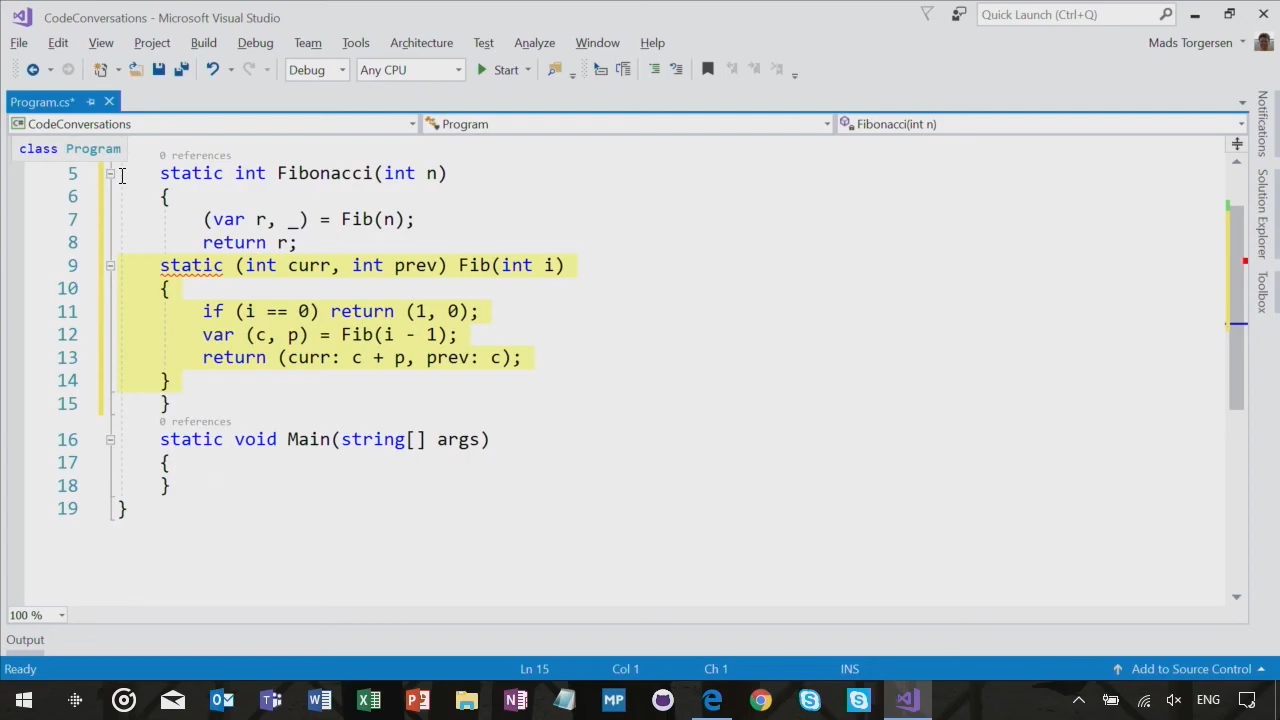 CodeConversations - Microsoft Visual Studio
Quick Launch (Ctrl+Q)
File Edit View Project Build Debug Team Tools Architecture Test Analyze Window Help
Mads Torgersen
Debug Any CPU Start
Program.cs*
CodeConversations Program Fibonacci(int n)
class Program
0 references
5 static int Fibonacci(int n)
6 {
7 (var r, _) = Fib(n);
8 return r;
9 static (int curr, int prev) Fib(int i)
10 {
11 if (i == 0) return (1, 0);
12 var (c, p) = Fib(i - 1);
13 return (curr: c + p, prev: c);
14 }
15 }
0 references
16 static void Main(string[] args)
17 {
18 }
19 }
Notifications
Solution Explorer
Toolbox
100 %
Output
Ready Ln 15 Col 1 Ch 1 INS Add to Source Control
MP
ENG